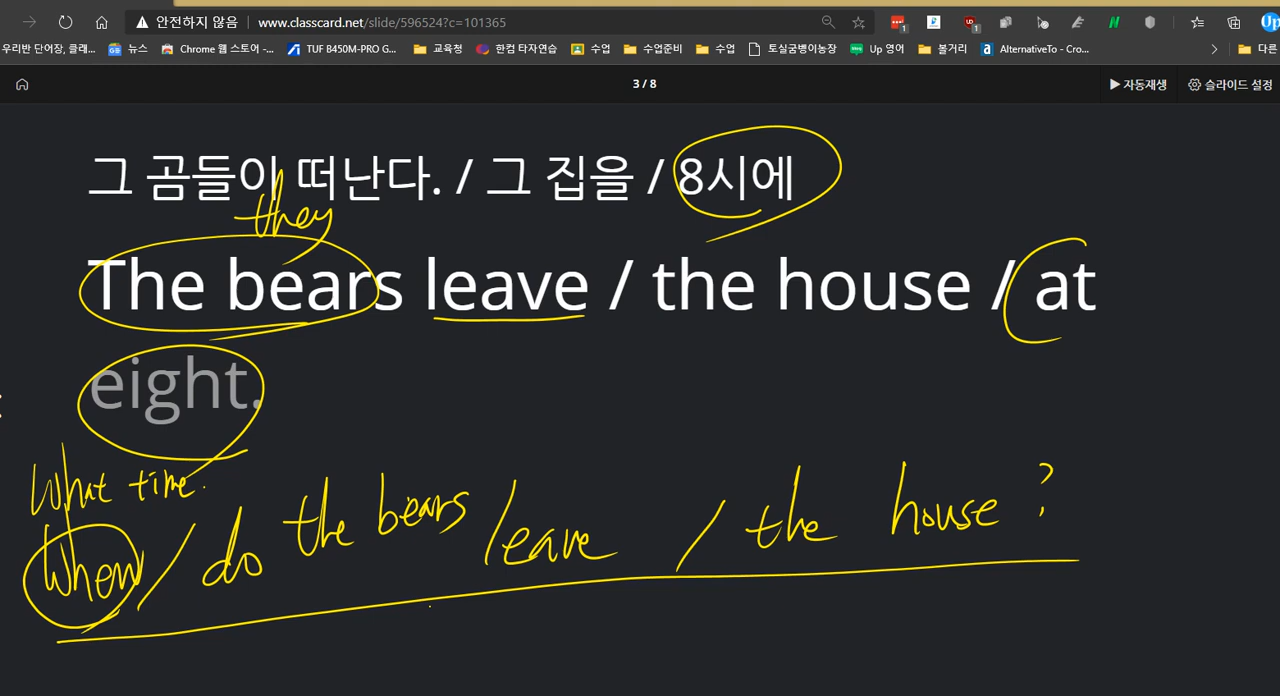 안전하지 않음 www.classcard.net/slide/596524?c=101365
우리반 단어장, 클래... 뉴스 Chrome 웹 스토어 -... TUF B450M-PRO G... 교육청 한컴 타자연습 수업 수업준비 수업 토실굼벵이농장 Up 영어 볼거리 AlternativeTo - Cro... 다른
3 / 8 자동재생 슬라이드 설정
그 곰들이 떠난다. / 그 집을 / 8시에
they
The bears leave / the house / at
eight.
What time.
When / do the bears leave / the house?